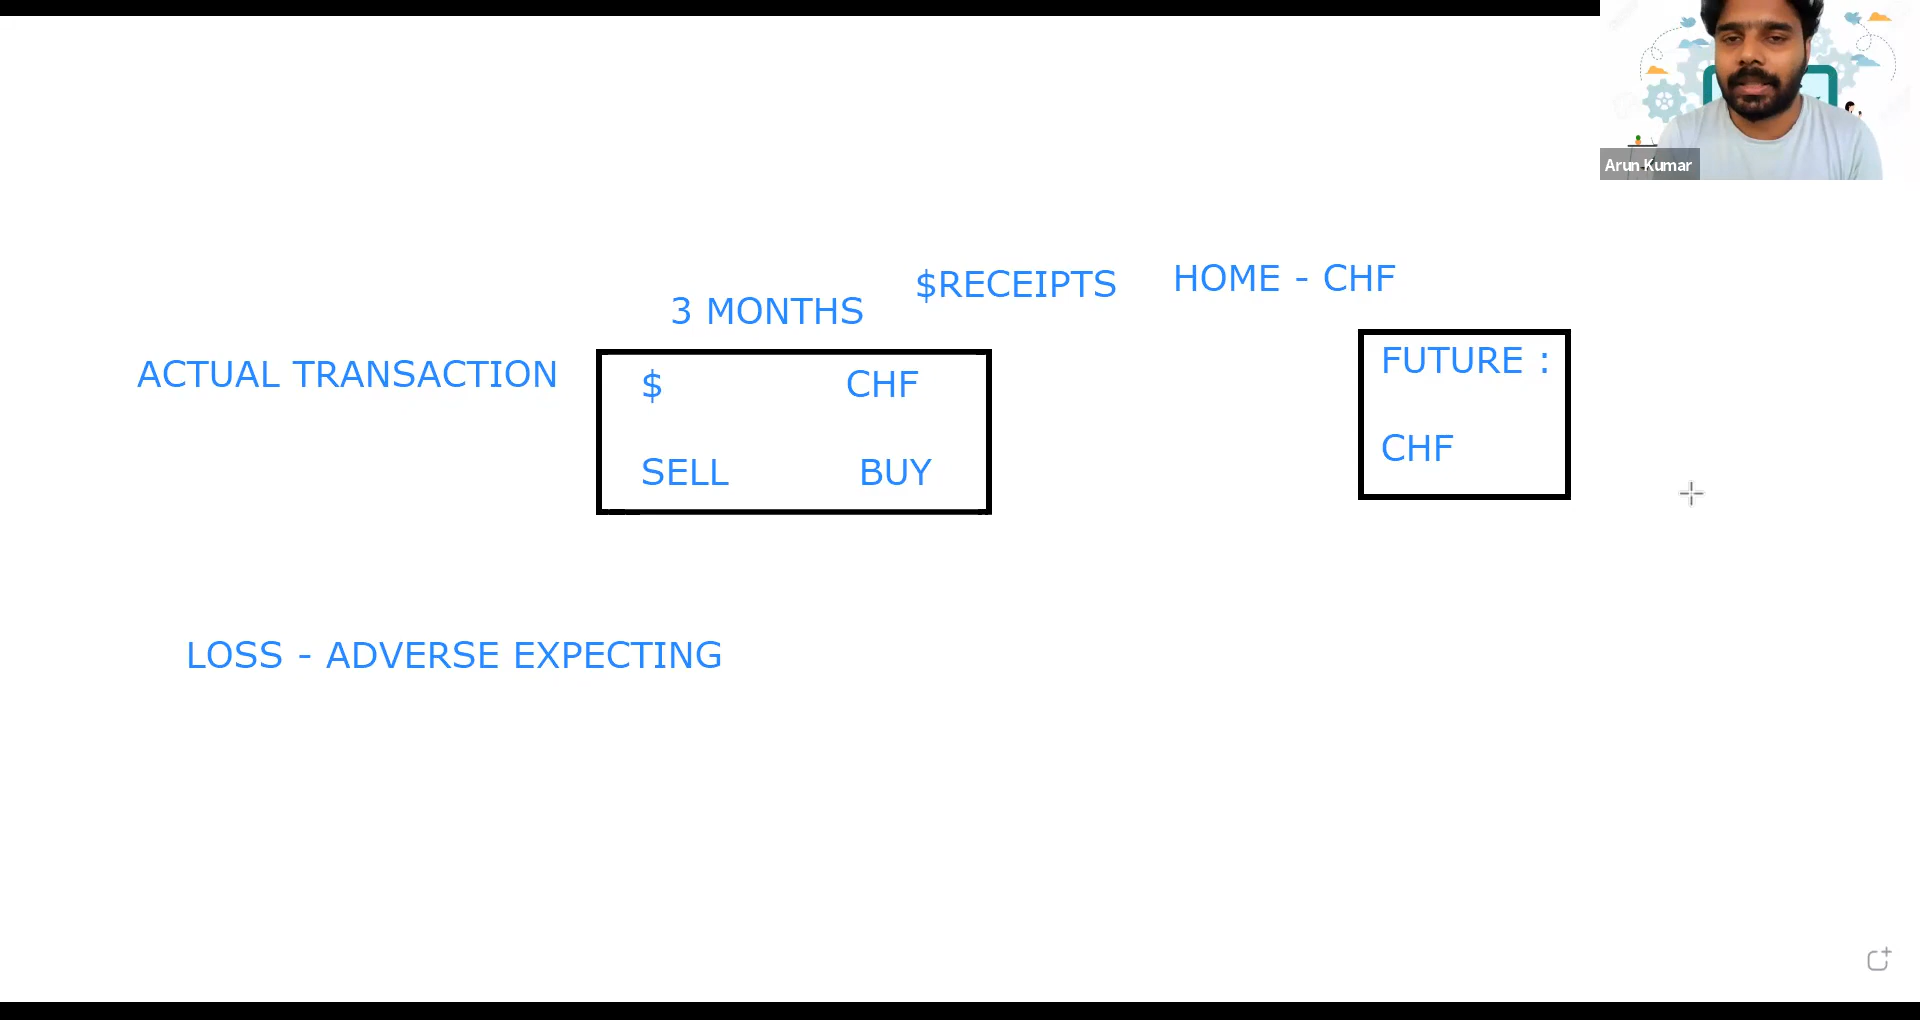 Arun Kumar
3 MONTHS
$RECEIPTS
HOME - CHF
ACTUAL TRANSACTION
$ CHF
SELL BUY
FUTURE :
CHF
LOSS - ADVERSE EXPECTING